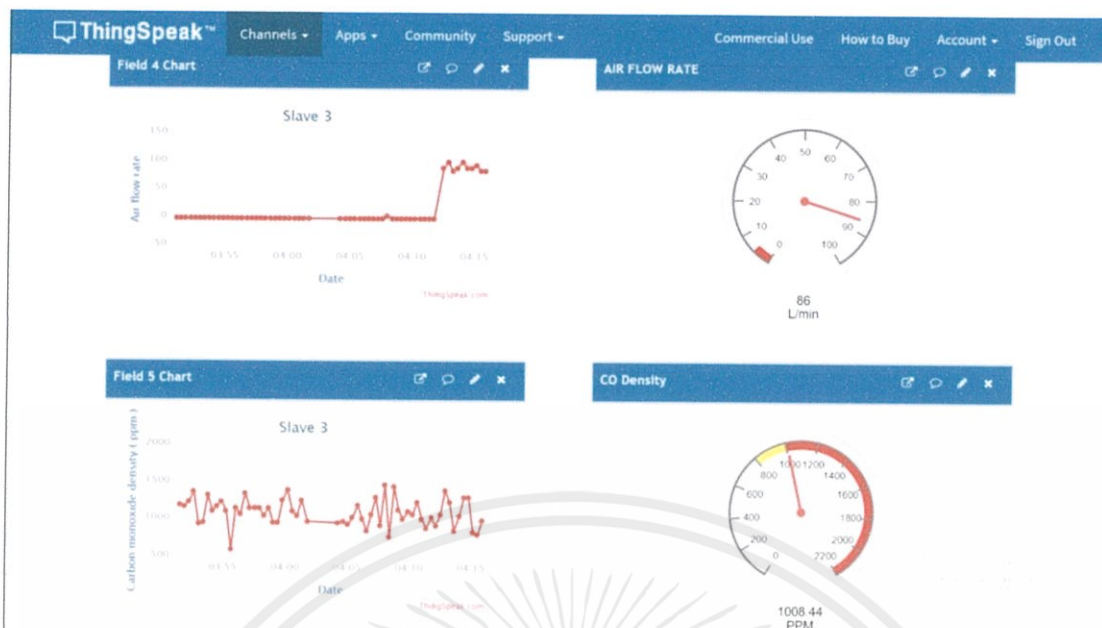 ThingSpeak™ Channels Apps Community Support Commercial Use How to Buy Account Sign Out
Field 4 Chart
Slave 3
Air flow rate
150
100
50
0
50
03:55 04:00 04:05 04:10 04:15
Date
ThingSpeak.com
AIR FLOW RATE
0
10
20
30
40
50
60
70
80
90
100
86
L/min
Field 5 Chart
Slave 3
Carbon monoxide density ( ppm )
2000
1500
1000
500
03:55 04:00 04:05 04:10 04:15
Date
ThingSpeak.com
CO Density
0
200
400
600
800
1000
1200
1400
1600
1800
2000
2200
1008.44
PPM